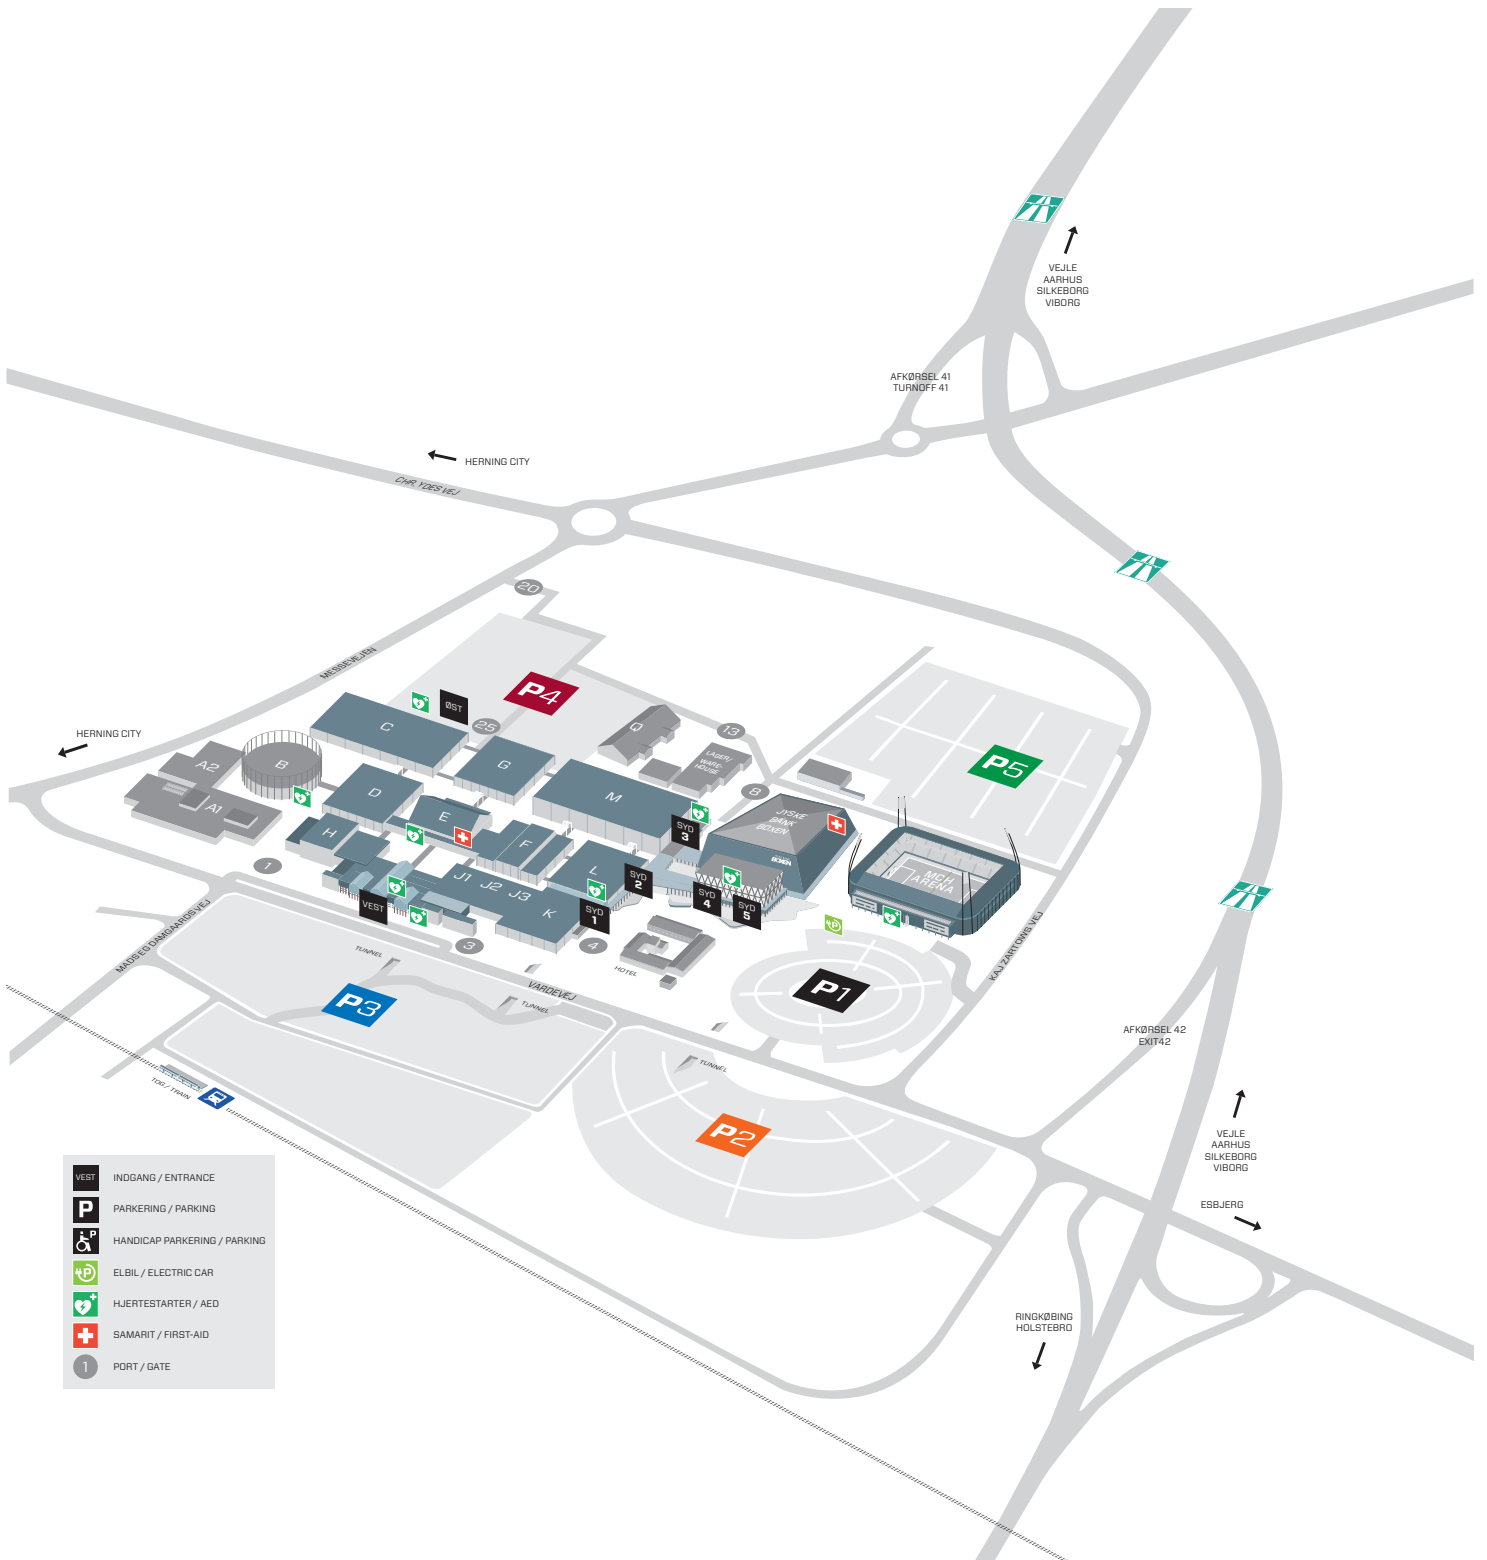 VEJLE
AARHUS
SILKEBORG
VIBORG
AFKØRSEL 41
TURNOFF 41
HERNING CITY
CHR. YDES VEJ
20
MESSEVEJEN
P4
ØST
25
C
Q
13
HERNING CITY
LAGER/
WARE-
HOUSE
P5
A2
B
G
D
M
8
A1
E
JYSKE
BANK
BOXEN
H
F
SYD
3
1
J1
J2
J3
L
SYD
2
MCH
ARENA
K
VEST
SYD
1
SYD
4
SYD
5
P
MADS EG DAMGAARDS VEJ
3
4
HOTEL
KAJ ZARTOWS VEJ
TUNNEL
VARDEVEJ
P1
P3
TUNNEL
AFKØRSEL 42
EXIT42
TUNNEL
TOG / TRAIN
P2
VEJLE
AARHUS
SILKEBORG
VIBORG
ESBJERG
VEST
INDGANG / ENTRANCE
P
PARKERING / PARKING
P
HANDICAP PARKERING / PARKING
P
ELBIL / ELECTRIC CAR
HJERTESTARTER / AED
SAMARIT / FIRST-AID
1
PORT / GATE
RINGKØBING
HOLSTEBRO